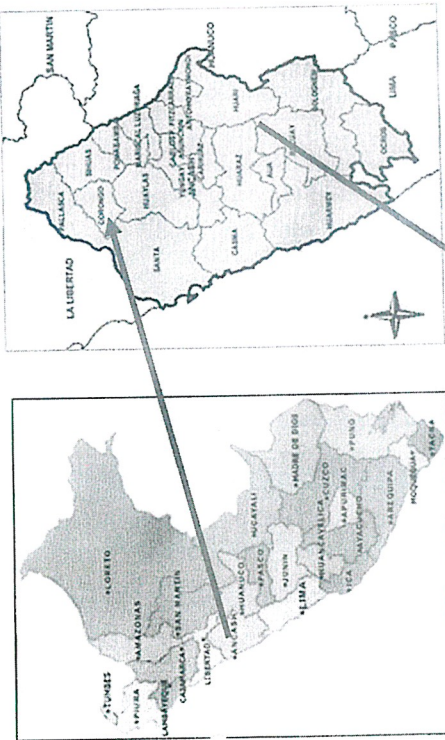 SAN MARTIN
LA LIBERTAD
PALLASCA
CORONGO
SIHUAS
POMABAMBA
HUAYLAS
SANTA
CASMA
HUARAZ
HUARI
AIJA
HUARMEY
BOLOGNESI
OCROS
LIMA
PASCO
TUMBES
PIURA
LAMBAYEQUE
AMAZONAS
LORETO
CAJAMARCA
SAN MARTIN
LIBERTAD
ANCASH
HUANUCO
UCAYALI
PASCO
JUNIN
LIMA
MADRE DE DIOS
HUANCAVELICA
CUZCO
ICA
AYACUCHO
APURIMAC
PUNO
AREQUIPA
MOQUEGUA
TACNA